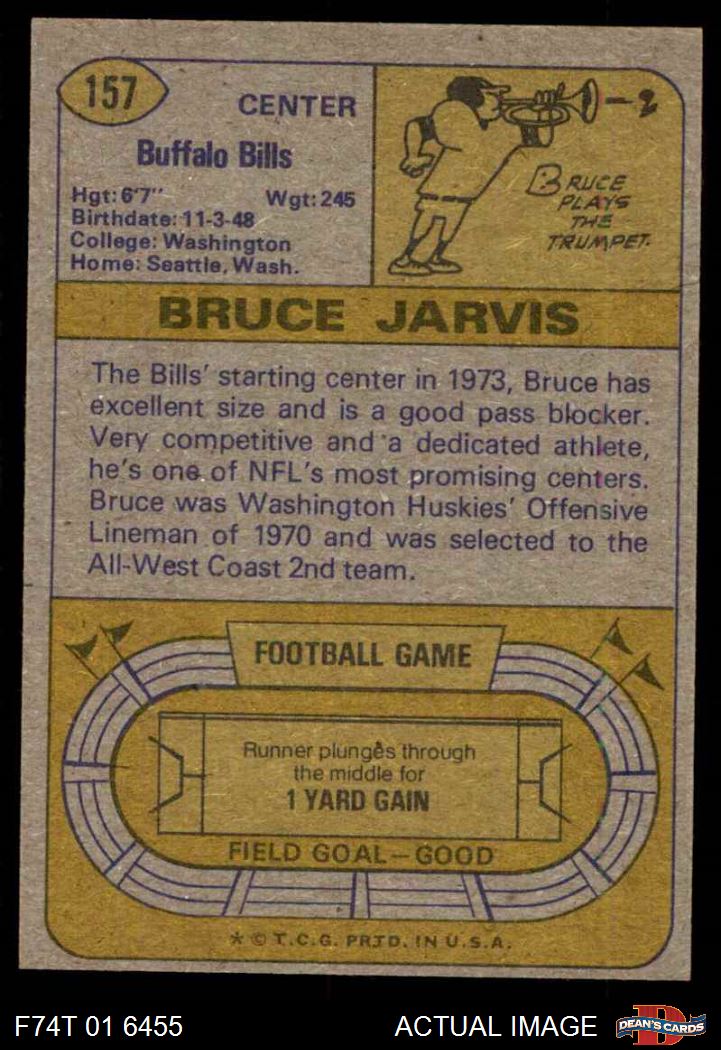 157
CENTER
Buffalo Bills
Hgt: 6'7" Wgt: 245
Birthdate: 11-3-48
College: Washington
Home: Seattle, Wash.
BRUCE
PLAYS
THE
TRUMPET.
BRUCE JARVIS
The Bills' starting center in 1973, Bruce has
excellent size and is a good pass blocker.
Very competitive and a dedicated athlete,
he's one of NFL's most promising centers.
Bruce was Washington Huskies' Offensive
Lineman of 1970 and was selected to the
All-West Coast 2nd team.
FOOTBALL GAME
Runner plunges through
the middle for
1 YARD GAIN
FIELD GOAL—GOOD
* © T.C.G. PRTD. IN U.S.A.
F74T 01 6455 ACTUAL IMAGE
DEAN'S CARDS